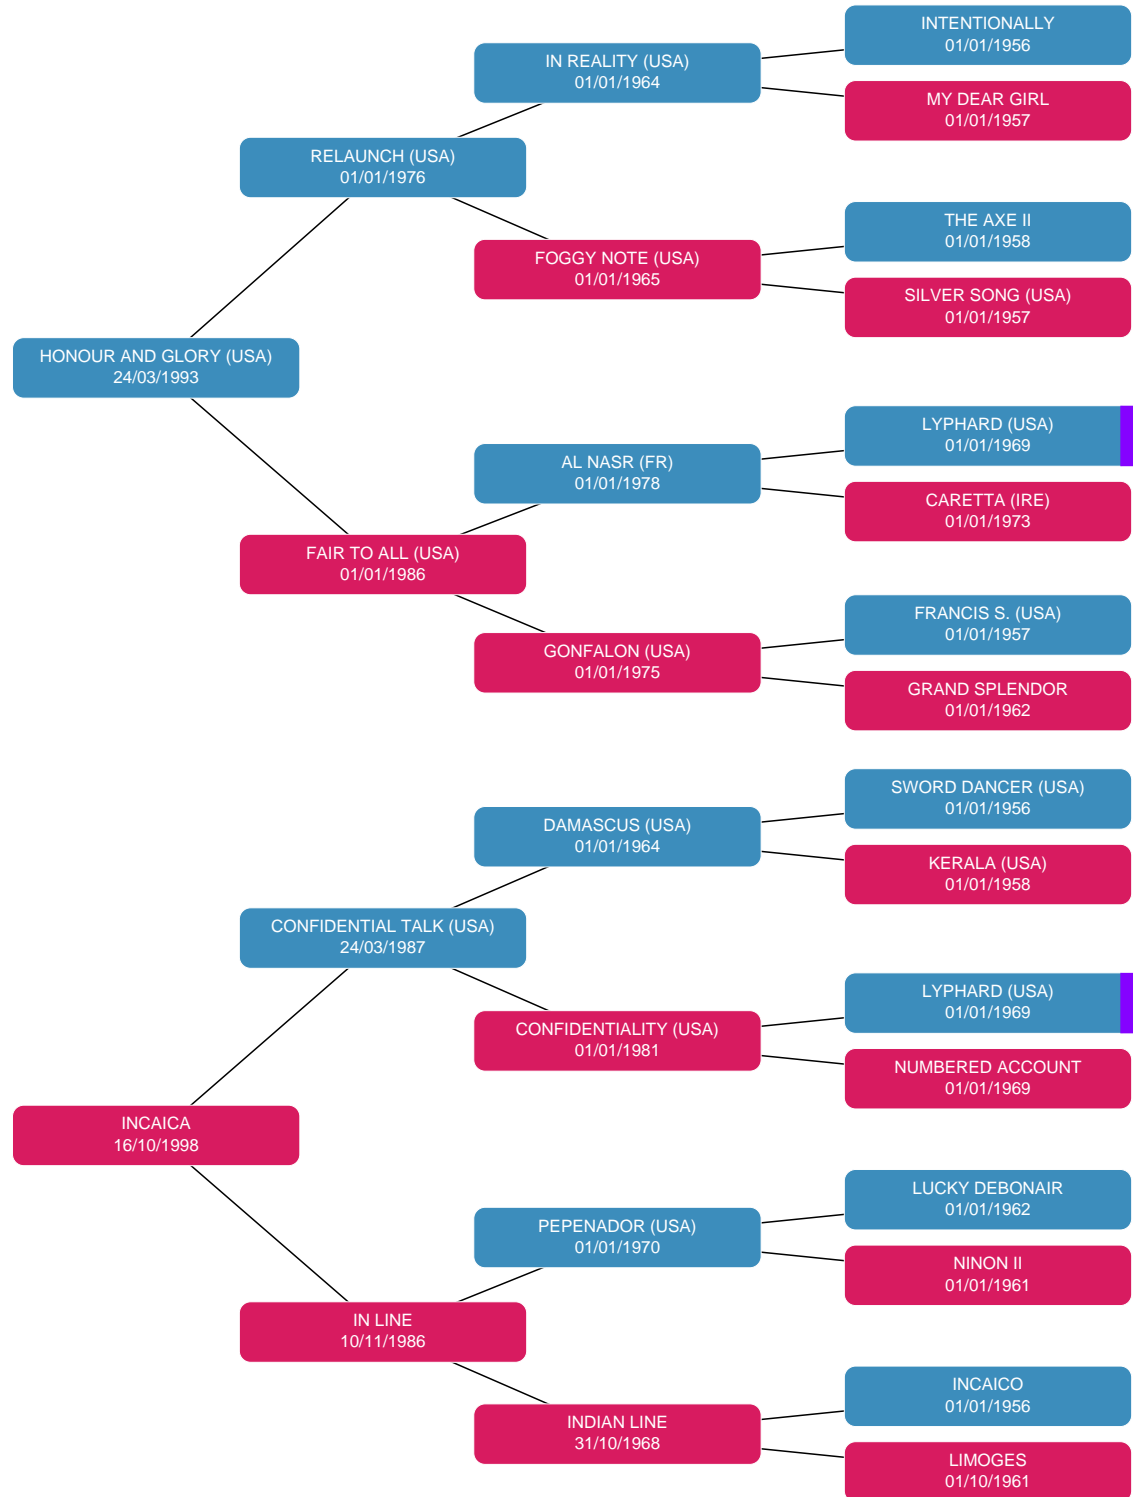 INTENTIONALLY
01/01/1956
IN REALITY (USA)
01/01/1964
MY DEAR GIRL
01/01/1957
RELAUNCH (USA)
01/01/1976
THE AXE II
01/01/1958
FOGGY NOTE (USA)
01/01/1965
SILVER SONG (USA)
01/01/1957
HONOUR AND GLORY (USA)
24/03/1993
LYPHARD (USA)
01/01/1969
AL NASR (FR)
01/01/1978
CARETTA (IRE)
01/01/1973
FAIR TO ALL (USA)
01/01/1986
FRANCIS S. (USA)
01/01/1957
GONFALON (USA)
01/01/1975
GRAND SPLENDOR
01/01/1962
SWORD DANCER (USA)
01/01/1956
DAMASCUS (USA)
01/01/1964
KERALA (USA)
01/01/1958
CONFIDENTIAL TALK (USA)
24/03/1987
LYPHARD (USA)
01/01/1969
CONFIDENTIALITY (USA)
01/01/1981
NUMBERED ACCOUNT
01/01/1969
INCAICA
16/10/1998
LUCKY DEBONAIR
01/01/1962
PEPENADOR (USA)
01/01/1970
NINON II
01/01/1961
IN LINE
10/11/1986
INCAICO
01/01/1956
INDIAN LINE
31/10/1968
LIMOGES
01/10/1961